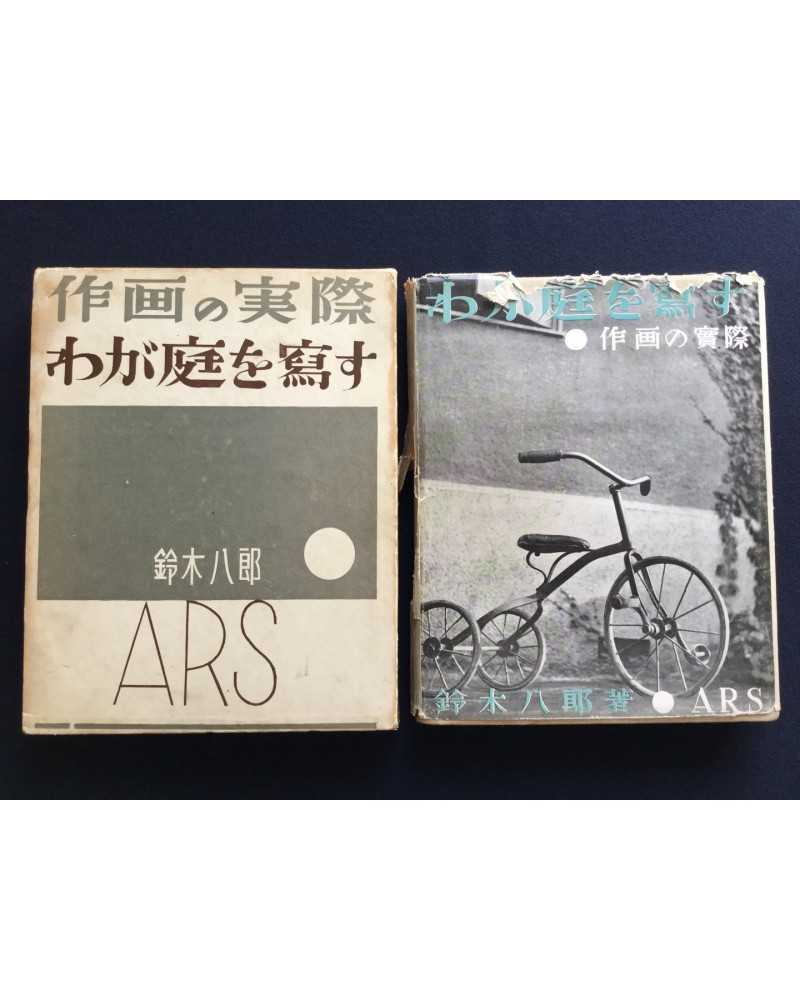 作画の実際
わが庭を寫す
鈴木八郎
ARS
わが庭を寫す
作画の實際
鈴木八郎著 ARS